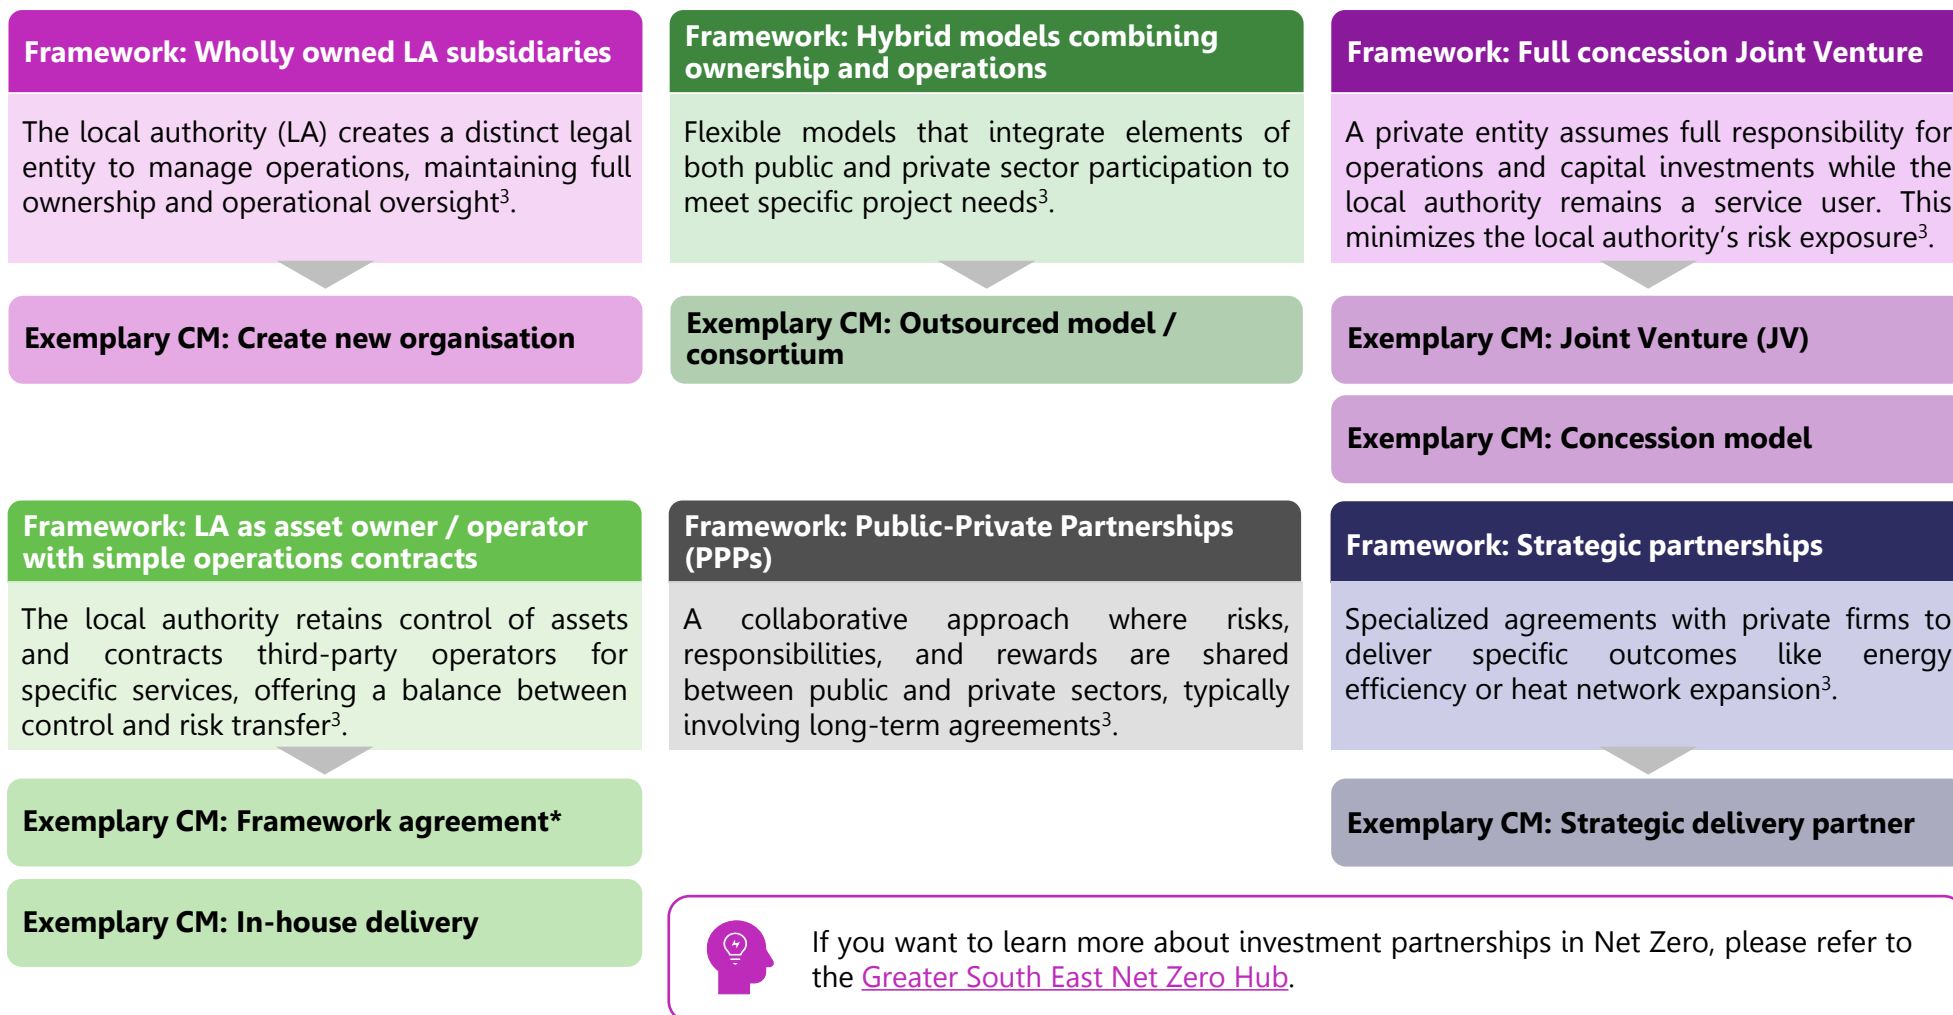 Framework: Wholly owned LA subsidiaries
The local authority (LA) creates a distinct legal
entity to manage operations, maintaining full
ownership and operational oversight³.
Exemplary CM: Create new organisation
Framework: Hybrid models combining
ownership and operations
Flexible models that integrate elements of
both public and private sector participation to
meet specific project needs³.
Exemplary CM: Outsourced model /
consortium
Framework: Full concession Joint Venture
A private entity assumes full responsibility for
operations and capital investments while the
local authority remains a service user. This
minimizes the local authority’s risk exposure³.
Exemplary CM: Joint Venture (JV)
Exemplary CM: Concession model
Framework: LA as asset owner / operator
with simple operations contracts
The local authority retains control of assets
and contracts third-party operators for
specific services, offering a balance between
control and risk transfer³.
Exemplary CM: Framework agreement*
Exemplary CM: In-house delivery
Framework: Public-Private Partnerships
(PPPs)
A collaborative approach where risks,
responsibilities, and rewards are shared
between public and private sectors, typically
involving long-term agreements³.
Framework: Strategic partnerships
Specialized agreements with private firms to
deliver specific outcomes like energy
efficiency or heat network expansion³.
Exemplary CM: Strategic delivery partner
If you want to learn more about investment partnerships in Net Zero, please refer to
the Greater South East Net Zero Hub.